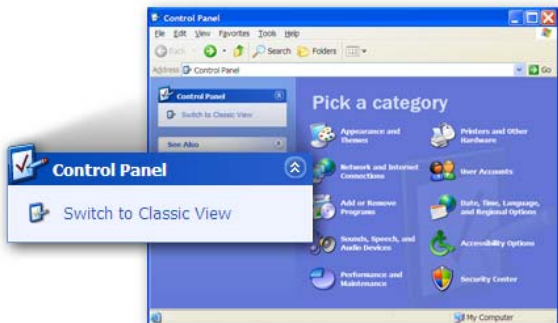 Control Panel
File Edit View Favorites Tools Help
Back Search Folders
Address Control Panel Go
Control Panel
Switch to Classic View
See Also
Control Panel
Switch to Classic View
Pick a category
Appearance and
Themes
Printers and Other
Hardware
Network and Internet
Connections
User Accounts
Add or Remove
Programs
Date, Time, Language,
and Regional Options
Sounds, Speech, and
Audio Devices
Accessibility Options
Performance and
Maintenance
Security Center
My Computer